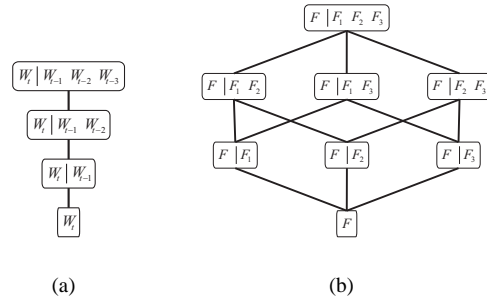 W_t | W_{t-1} W_{t-2} W_{t-3}
W_t | W_{t-1} W_{t-2}
W_t | W_{t-1}
W_t
(a)
F | F_1 F_2 F_3
F | F_1 F_2
F | F_1 F_3
F | F_2 F_3
F | F_1
F | F_2
F | F_3
F
(b)